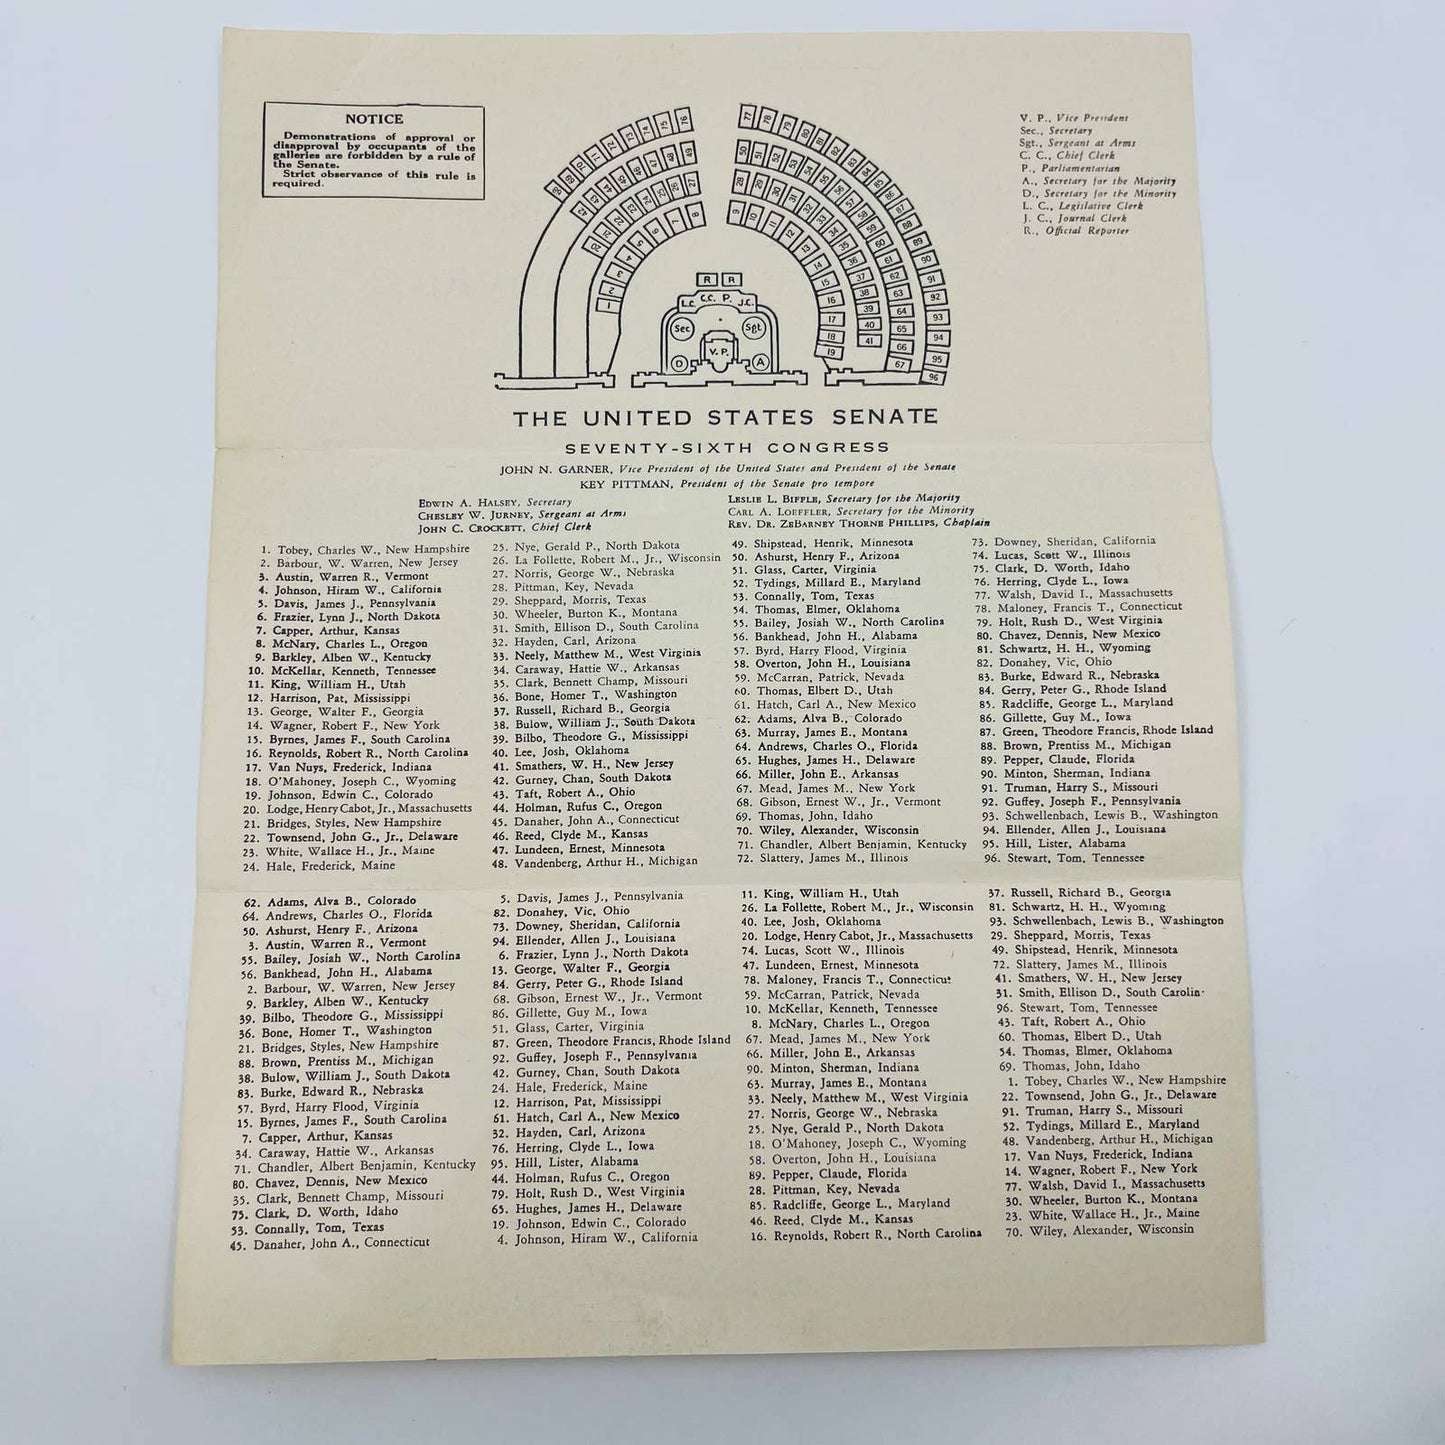 NOTICE
Demonstrations of approval or
disapproval by occupants of the
galleries are forbidden by a rule of
the Senate.
Strict observance of this rule is
required.
V. P., Vice President
Sec., Secretary
Sgt., Sergeant at Arms
C. C., Chief Clerk
P., Parliamentarian
A., Secretary for the Majority
D., Secretary for the Minority
L. C., Legislative Clerk
J. C., Journal Clerk
R., Official Reporter
R R
L.C. C.C. P. J.C.
Sec Sgt
V. P.
D A
THE UNITED STATES SENATE
SEVENTY-SIXTH CONGRESS
JOHN N. GARNER, Vice President of the United States and President of the Senate
KEY PITTMAN, President of the Senate pro tempore
EDWIN A. HALSEY, Secretary
CHESLEY W. JURNEY, Sergeant at Arms
JOHN C. CROCKETT, Chief Clerk
LESLIE L. BIFFLE, Secretary for the Majority
CARL A. LOEFFLER, Secretary for the Minority
REV. DR. ZEBARNEY THORNE PHILLIPS, Chaplain
1. Tobey, Charles W., New Hampshire
2. Barbour, W. Warren, New Jersey
3. Austin, Warren R., Vermont
4. Johnson, Hiram W., California
5. Davis, James J., Pennsylvania
6. Frazier, Lynn J., North Dakota
7. Capper, Arthur, Kansas
8. McNary, Charles L., Oregon
9. Barkley, Alben W., Kentucky
10. McKellar, Kenneth, Tennessee
11. King, William H., Utah
12. Harrison, Pat, Mississippi
13. George, Walter F., Georgia
14. Wagner, Robert F., New York
15. Byrnes, James F., South Carolina
16. Reynolds, Robert R., North Carolina
17. Van Nuys, Frederick, Indiana
18. O'Mahoney, Joseph C., Wyoming
19. Johnson, Edwin C., Colorado
20. Lodge, Henry Cabot, Jr., Massachusetts
21. Bridges, Styles, New Hampshire
22. Townsend, John G., Jr., Delaware
23. White, Wallace H., Jr., Maine
24. Hale, Frederick, Maine
25. Nye, Gerald P., North Dakota
26. La Follette, Robert M., Jr., Wisconsin
27. Norris, George W., Nebraska
28. Pittman, Key, Nevada
29. Sheppard, Morris, Texas
30. Wheeler, Burton K., Montana
31. Smith, Ellison D., South Carolina
32. Hayden, Carl, Arizona
33. Neely, Matthew M., West Virginia
34. Caraway, Hattie W., Arkansas
35. Clark, Bennett Champ, Missouri
36. Bone, Homer T., Washington
37. Russell, Richard B., Georgia
38. Bulow, William J., South Dakota
39. Bilbo, Theodore G., Mississippi
40. Lee, Josh, Oklahoma
41. Smathers, W. H., New Jersey
42. Gurney, Chan, South Dakota
43. Taft, Robert A., Ohio
44. Holman, Rufus C., Oregon
45. Danaher, John A., Connecticut
46. Reed, Clyde M., Kansas
47. Lundeen, Ernest, Minnesota
48. Vandenberg, Arthur H., Michigan
49. Shipstead, Henrik, Minnesota
50. Ashurst, Henry F., Arizona
51. Glass, Carter, Virginia
52. Tydings, Millard E., Maryland
53. Connally, Tom, Texas
54. Thomas, Elmer, Oklahoma
55. Bailey, Josiah W., North Carolina
56. Bankhead, John H., Alabama
57. Byrd, Harry Flood, Virginia
58. Overton, John H., Louisiana
59. McCarran, Patrick, Nevada
60. Thomas, Elbert D., Utah
61. Hatch, Carl A., New Mexico
62. Adams, Alva B., Colorado
63. Murray, James E., Montana
64. Andrews, Charles O., Florida
65. Hughes, James H., Delaware
66. Miller, John E., Arkansas
67. Mead, James M., New York
68. Gibson, Ernest W., Jr., Vermont
69. Thomas, John, Idaho
70. Wiley, Alexander, Wisconsin
71. Chandler, Albert Benjamin, Kentucky
72. Slattery, James M., Illinois
73. Downey, Sheridan, California
74. Lucas, Scott W., Illinois
75. Clark, D. Worth, Idaho
76. Herring, Clyde L., Iowa
77. Walsh, David I., Massachusetts
78. Maloney, Francis T., Connecticut
79. Holt, Rush D., West Virginia
80. Chavez, Dennis, New Mexico
81. Schwartz, H. H., Wyoming
82. Donahey, Vic, Ohio
83. Burke, Edward R., Nebraska
84. Gerry, Peter G., Rhode Island
85. Radcliffe, George L., Maryland
86. Gillette, Guy M., Iowa
87. Green, Theodore Francis, Rhode Island
88. Brown, Prentiss M., Michigan
89. Pepper, Claude, Florida
90. Minton, Sherman, Indiana
91. Truman, Harry S., Missouri
92. Guffey, Joseph F., Pennsylvania
93. Schwellenbach, Lewis B., Washington
94. Ellender, Allen J., Louisiana
95. Hill, Lister, Alabama
96. Stewart, Tom, Tennessee
62. Adams, Alva B., Colorado
64. Andrews, Charles O., Florida
50. Ashurst, Henry F., Arizona
3. Austin, Warren R., Vermont
55. Bailey, Josiah W., North Carolina
56. Bankhead, John H., Alabama
2. Barbour, W. Warren, New Jersey
9. Barkley, Alben W., Kentucky
39. Bilbo, Theodore G., Mississippi
36. Bone, Homer T., Washington
21. Bridges, Styles, New Hampshire
88. Brown, Prentiss M., Michigan
38. Bulow, William J., South Dakota
83. Burke, Edward R., Nebraska
57. Byrd, Harry Flood, Virginia
15. Byrnes, James F., South Carolina
7. Capper, Arthur, Kansas
34. Caraway, Hattie W., Arkansas
71. Chandler, Albert Benjamin, Kentucky
80. Chavez, Dennis, New Mexico
35. Clark, Bennett Champ, Missouri
75. Clark, D. Worth, Idaho
53. Connally, Tom, Texas
45. Danaher, John A., Connecticut
5. Davis, James J., Pennsylvania
82. Donahey, Vic, Ohio
73. Downey, Sheridan, California
94. Ellender, Allen J., Louisiana
6. Frazier, Lynn J., North Dakota
13. George, Walter F., Georgia
84. Gerry, Peter G., Rhode Island
68. Gibson, Ernest W., Jr., Vermont
86. Gillette, Guy M., Iowa
51. Glass, Carter, Virginia
87. Green, Theodore Francis, Rhode Island
92. Guffey, Joseph F., Pennsylvania
42. Gurney, Chan, South Dakota
24. Hale, Frederick, Maine
12. Harrison, Pat, Mississippi
61. Hatch, Carl A., New Mexico
32. Hayden, Carl, Arizona
76. Herring, Clyde L., Iowa
95. Hill, Lister, Alabama
44. Holman, Rufus C., Oregon
79. Holt, Rush D., West Virginia
65. Hughes, James H., Delaware
19. Johnson, Edwin C., Colorado
4. Johnson, Hiram W., California
11. King, William H., Utah
26. La Follette, Robert M., Jr., Wisconsin
40. Lee, Josh, Oklahoma
20. Lodge, Henry Cabot, Jr., Massachusetts
74. Lucas, Scott W., Illinois
47. Lundeen, Ernest, Minnesota
78. Maloney, Francis T., Connecticut
59. McCarran, Patrick, Nevada
10. McKellar, Kenneth, Tennessee
8. McNary, Charles L., Oregon
67. Mead, James M., New York
66. Miller, John E., Arkansas
90. Minton, Sherman, Indiana
63. Murray, James E., Montana
33. Neely, Matthew M., West Virginia
27. Norris, George W., Nebraska
25. Nye, Gerald P., North Dakota
18. O'Mahoney, Joseph C., Wyoming
58. Overton, John H., Louisiana
89. Pepper, Claude, Florida
28. Pittman, Key, Nevada
85. Radcliffe, George L., Maryland
46. Reed, Clyde M., Kansas
16. Reynolds, Robert R., North Carolina
37. Russell, Richard B., Georgia
81. Schwartz, H. H., Wyoming
93. Schwellenbach, Lewis B., Washington
29. Sheppard, Morris, Texas
49. Shipstead, Henrik, Minnesota
72. Slattery, James M., Illinois
41. Smathers, W. H., New Jersey
31. Smith, Ellison D., South Carolin
96. Stewart, Tom, Tennessee
43. Taft, Robert A., Ohio
60. Thomas, Elbert D., Utah
54. Thomas, Elmer, Oklahoma
69. Thomas, John, Idaho
1. Tobey, Charles W., New Hampshire
22. Townsend, John G., Jr., Delaware
91. Truman, Harry S., Missouri
52. Tydings, Millard E., Maryland
48. Vandenberg, Arthur H., Michigan
17. Van Nuys, Frederick, Indiana
14. Wagner, Robert F., New York
77. Walsh, David I., Massachusetts
30. Wheeler, Burton K., Montana
23. White, Wallace H., Jr., Maine
70. Wiley, Alexander, Wisconsin